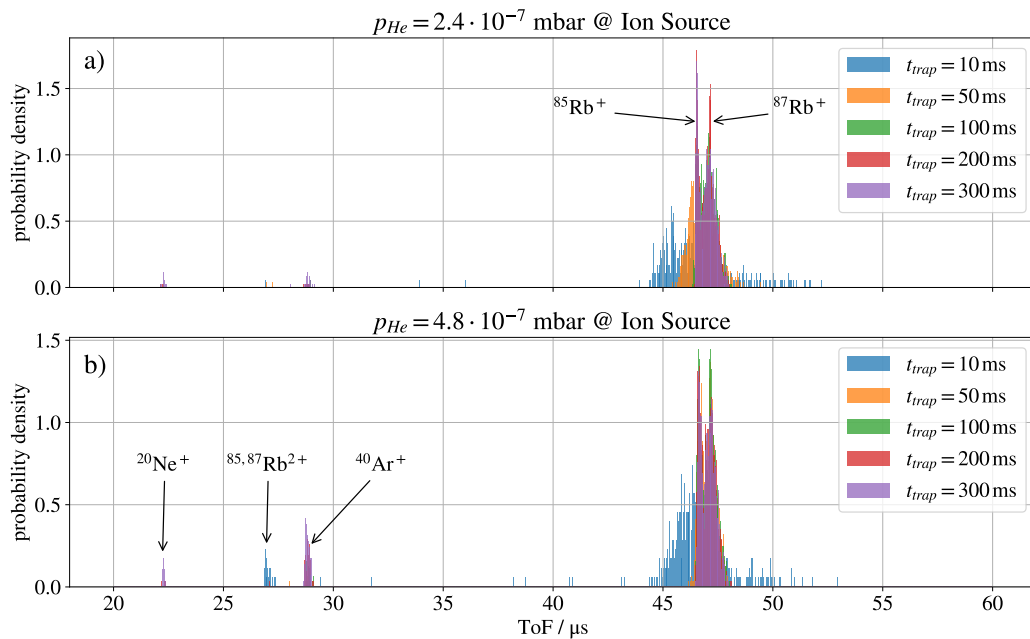 p_He = 2.4 · 10⁻⁷ mbar @ Ion Source
a)
probability density
1.5
1.0
0.5
0.0
⁸⁵Rb⁺
⁸⁷Rb⁺
t_trap = 10 ms
t_trap = 50 ms
t_trap = 100 ms
t_trap = 200 ms
t_trap = 300 ms
p_He = 4.8 · 10⁻⁷ mbar @ Ion Source
b)
probability density
1.5
1.0
0.5
0.0
²⁰Ne⁺
⁸⁵,⁸⁷Rb²⁺
⁴⁰Ar⁺
t_trap = 10 ms
t_trap = 50 ms
t_trap = 100 ms
t_trap = 200 ms
t_trap = 300 ms
20 25 30 35 40 45 50 55 60
ToF / μs